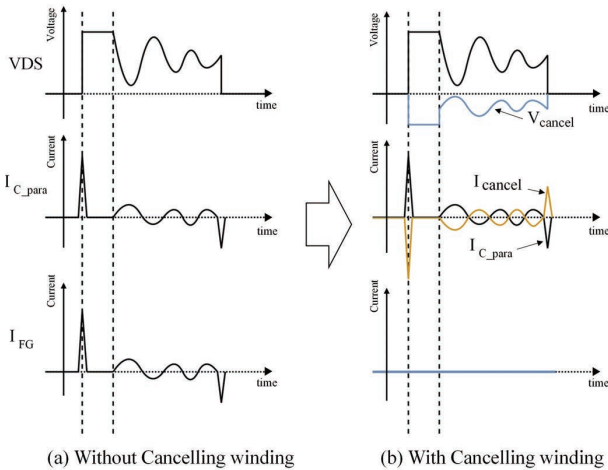 Voltage
VDS
time
Current
I C_para
time
Current
I FG
time
(a) Without Cancelling winding
Voltage
time
V cancel
Current
I cancel
time
I C_para
Current
time
(b) With Cancelling winding